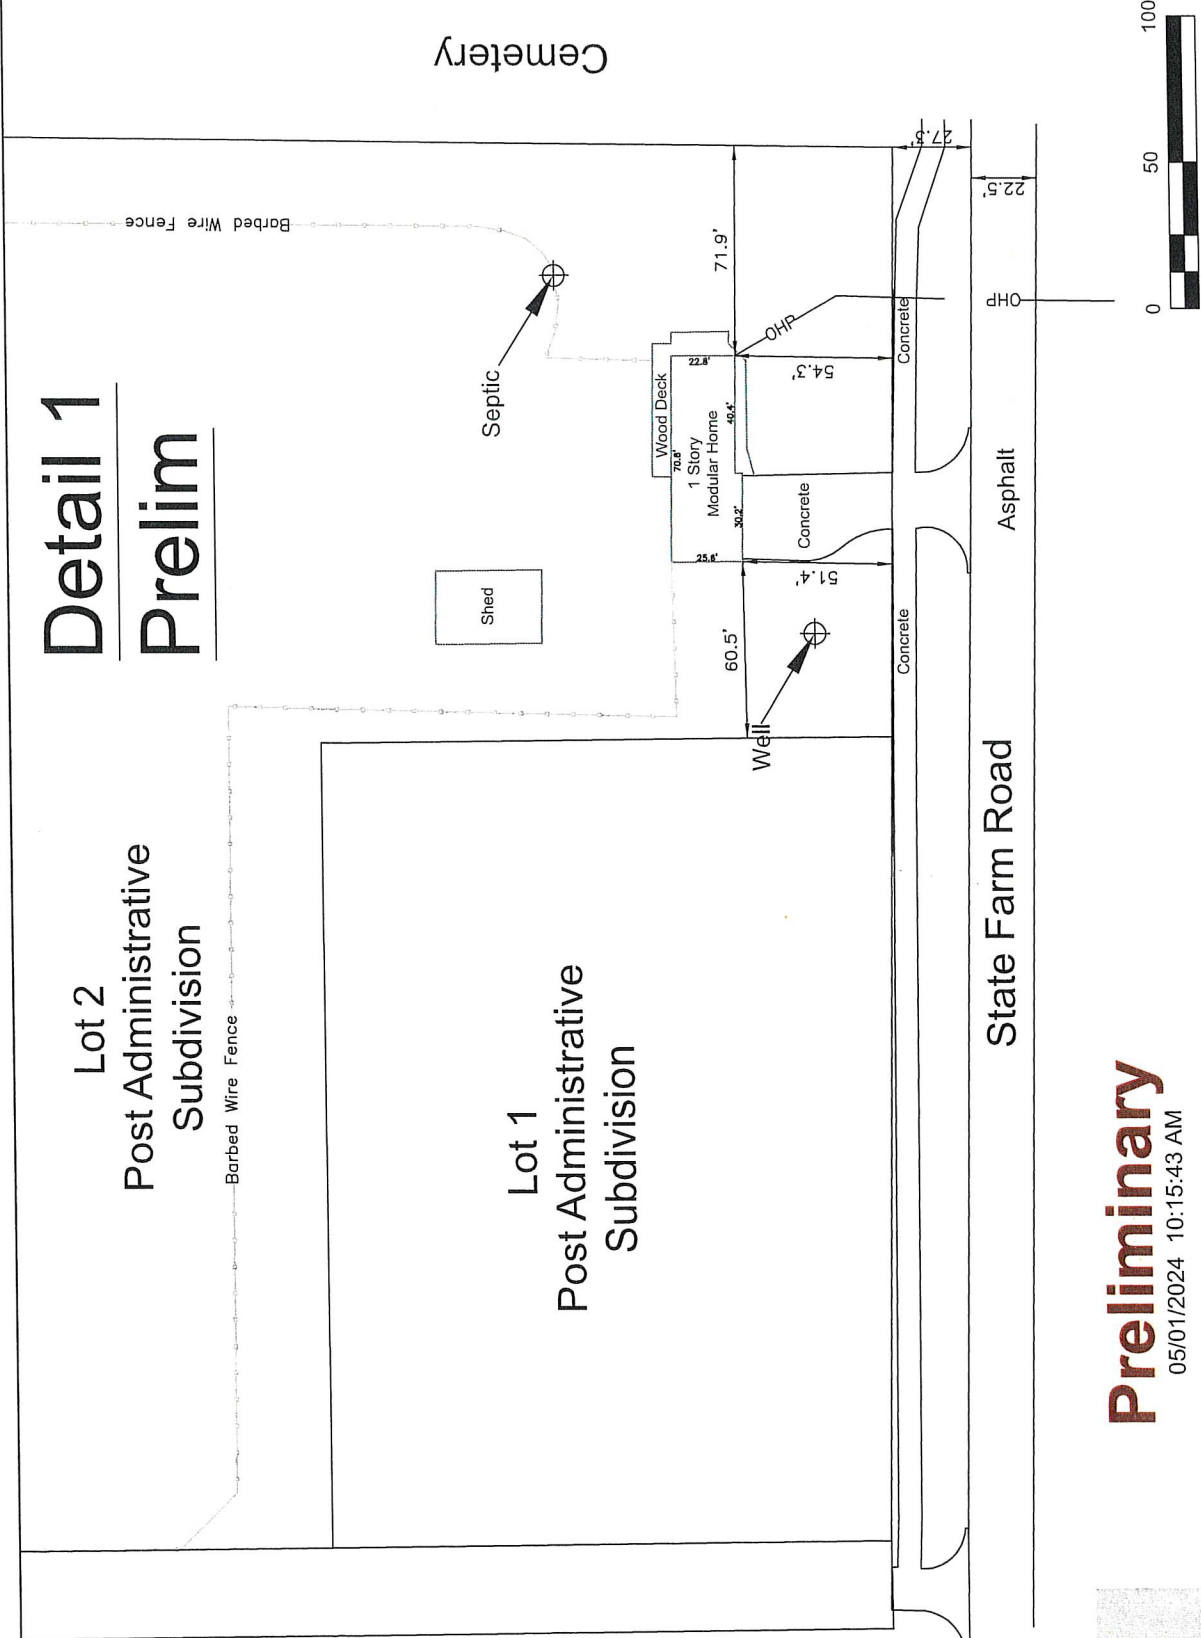 Detail 1
Prelim
Cemetery
Barbed Wire Fence
Septic
Lot 2
Post Administrative
Subdivision
Barbed Wire Fence
Shed
Wood Deck
70.8'
22.8'
1 Story
Modular Home
40.4'
30.2'
25.6'
71.9'
OHP
54.3'
51.4'
60.5'
Well
Concrete
Concrete
Concrete
27.3'
22.5'
OHP
Asphalt
Lot 1
Post Administrative
Subdivision
State Farm Road
Preliminary
05/01/2024 10:15:43 AM
0
50
100